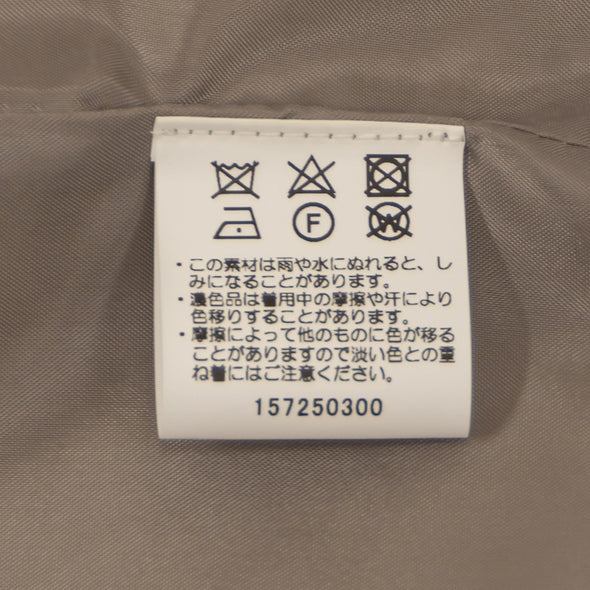 F W
・この素材は雨や水にぬれると、し
みになることがあります。
・濃色品は着用中の摩擦や汗により
色移りすることがあります。
・摩擦によって他のものに色が移る
ことがありますので淡い色との重
ね着にはご注意ください。
157250300